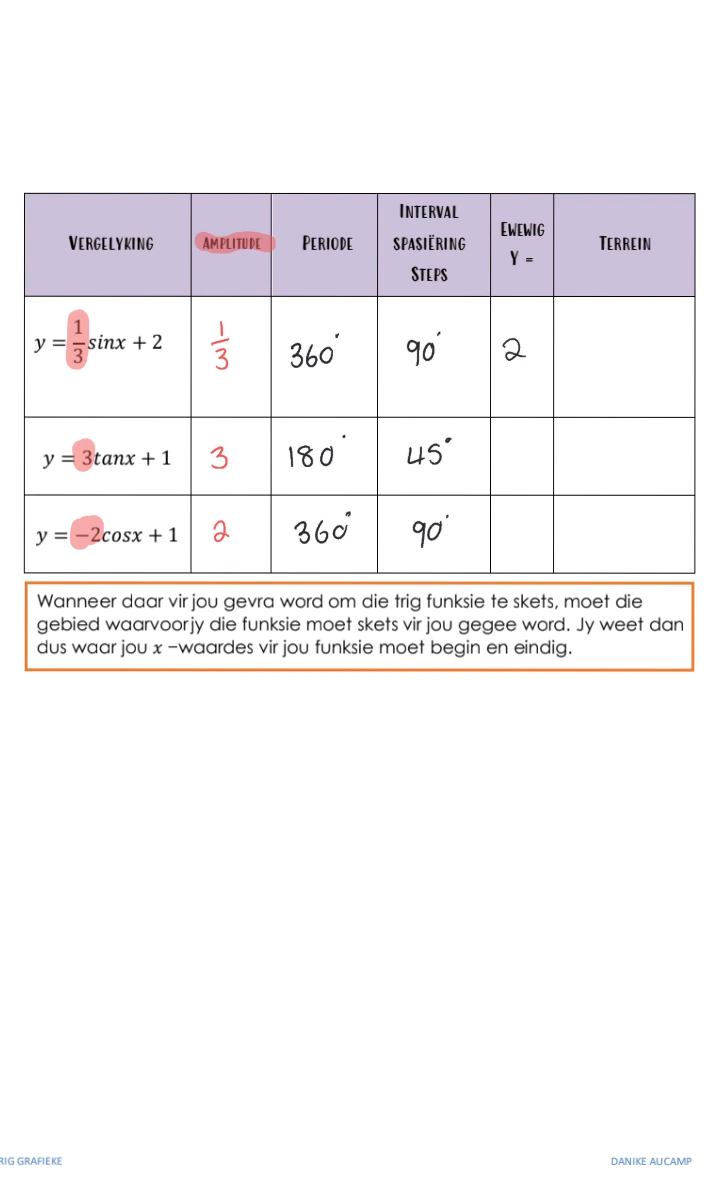 VERGELYKING AMPLITUDE PERIODE INTERVAL SPASIËRING STEPS EWEWIG Y = TERREIN
y = 1/3 sinx + 2 1/3 360° 90° 2
y = 3tanx + 1 3 180° 45°
y = −2cosx + 1 2 360° 90°
Wanneer daar vir jou gevra word om die trig funksie te skets, moet die
gebied waarvoor jy die funksie moet skets vir jou gegee word. Jy weet dan
dus waar jou x −waardes vir jou funksie moet begin en eindig.
RIG GRAFIEKE DANIKE AUCAMP